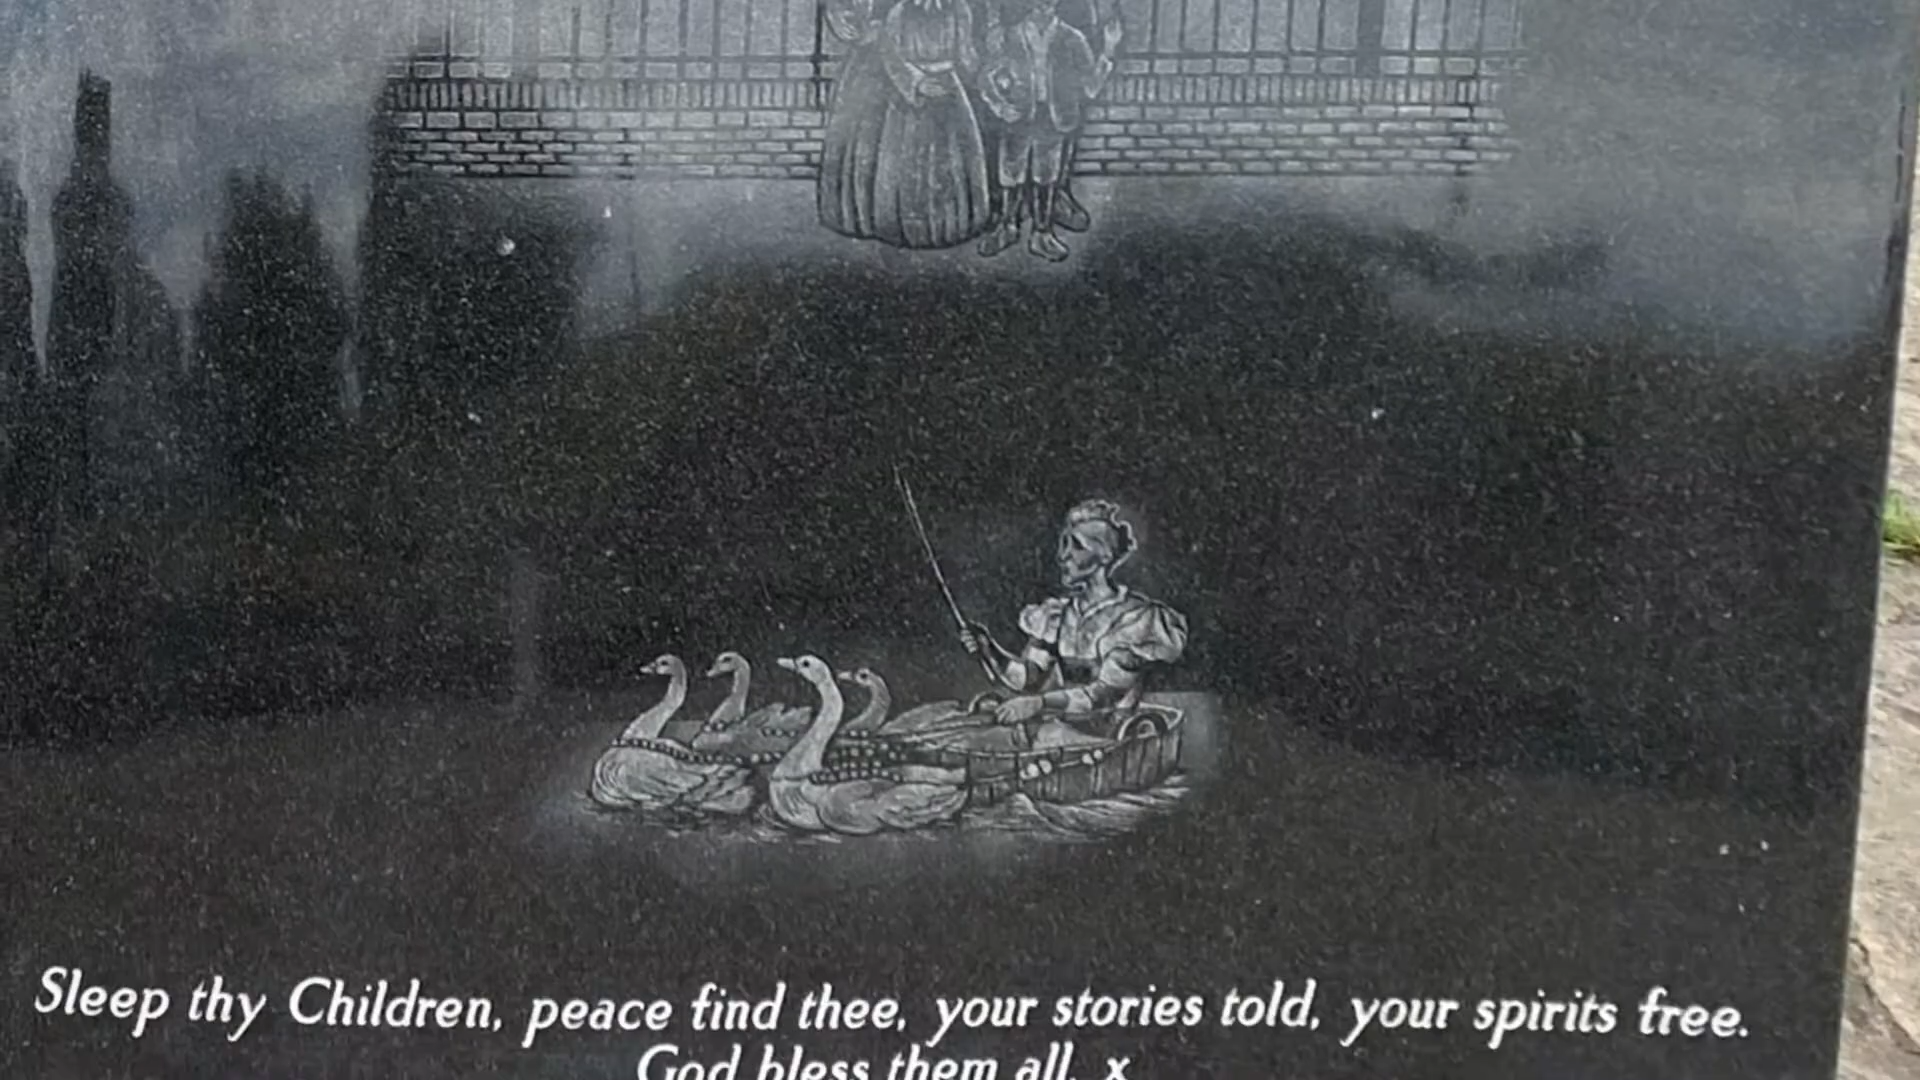 Sleep thy Children, peace find thee, your stories told, your spirits free.
God bless them all. x